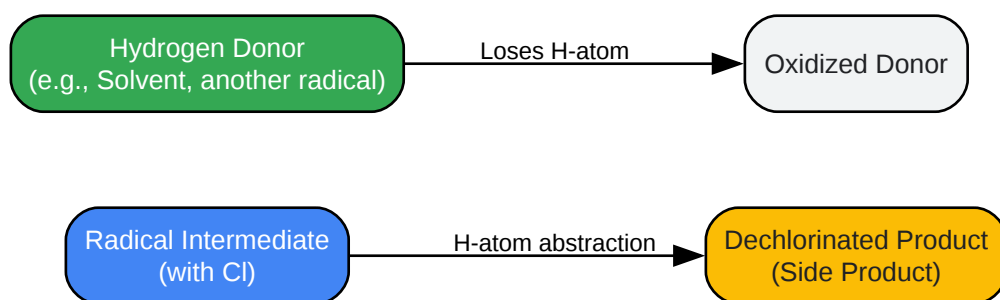 Hydrogen Donor
(e.g., Solvent, another radical)
Loses H-atom
Oxidized Donor
Radical Intermediate
(with Cl)
H-atom abstraction
Dechlorinated Product
(Side Product)